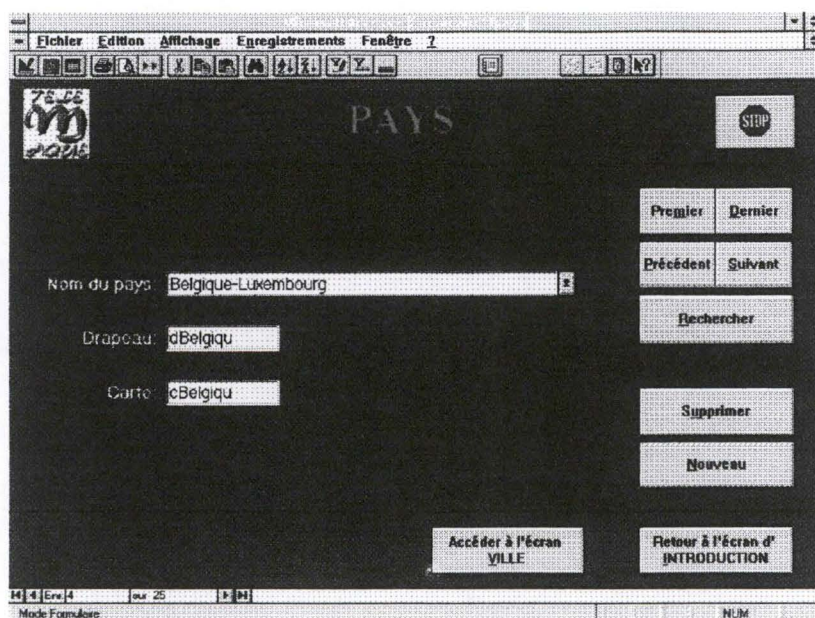 Fichier Edition Affichage Enregistrements Fenêtre ?
PAYS
STOP
Premier Dernier
Précédent Suivant
Nom du pays: Belgique-Luxembourg
Rechercher
Drapeau: dBelgiqu
Carte: cBelgiqu
Supprimer
Nouveau
Accéder à l'écran
VILLE
Retour à l'écran d'
INTRODUCTION
Enr. 4 sur 25
Mode Formulaire NUM